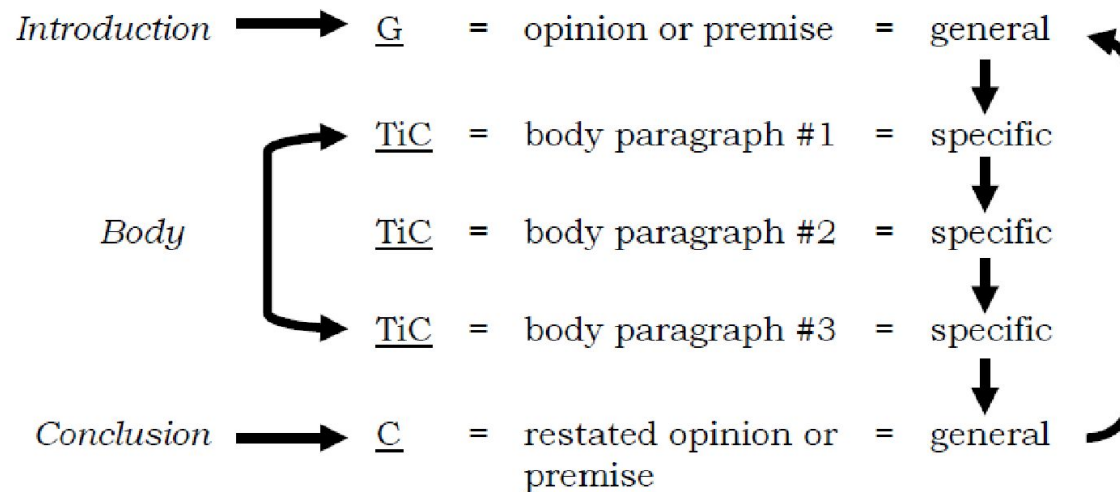 Introduction G = opinion or premise = general
TiC = body paragraph #1 = specific
Body TiC = body paragraph #2 = specific
TiC = body paragraph #3 = specific
Conclusion C = restated opinion or = general
premise